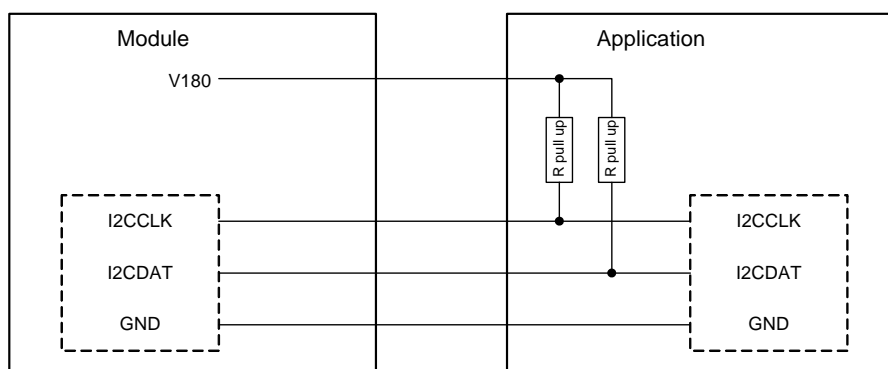 Module
Application
V180
R pull up
R pull up
I2CCLK
I2CCLK
I2CDAT
I2CDAT
GND
GND